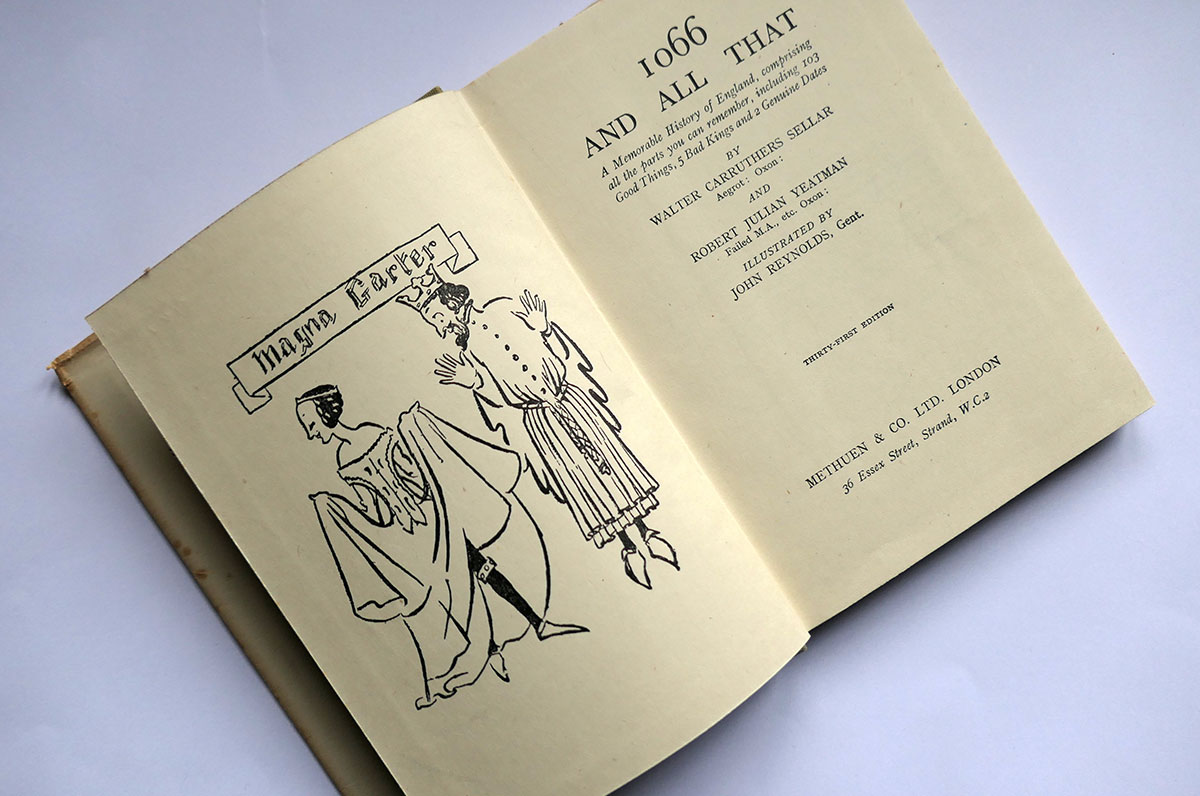 Magna Garter
1066
AND ALL THAT
A Memorable History of England, comprising
all the parts you can remember, including 103
Good Things, 5 Bad Kings and 2 Genuine Dates
BY
WALTER CARRUTHERS SELLAR
Aegrot: Oxon:
AND
ROBERT JULIAN YEATMAN
Failed M.A., etc. Oxon:
ILLUSTRATED BY
JOHN REYNOLDS, Gent.
THIRTY-FIRST EDITION
METHUEN & CO. LTD. LONDON
36 Essex Street, Strand, W.C.2